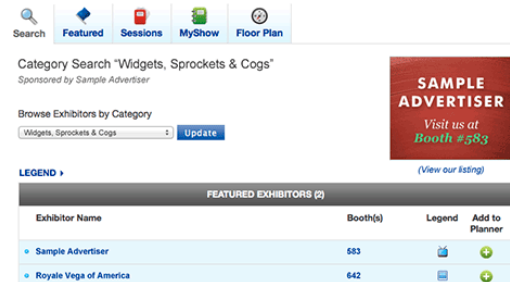 Search
Featured
Sessions
MyShow
Floor Plan
Category Search “Widgets, Sprockets & Cogs”
Sponsored by Sample Advertiser
SAMPLE
ADVERTISER
Visit us at
Booth #583
Browse Exhibitors by Category
Widgets, Sprockets & Cogs
Update
(View our listing)
LEGEND
FEATURED EXHIBITORS (2)
Exhibitor Name Booth(s) Legend Add to
Planner
Sample Advertiser 583
Royale Vega of America 642